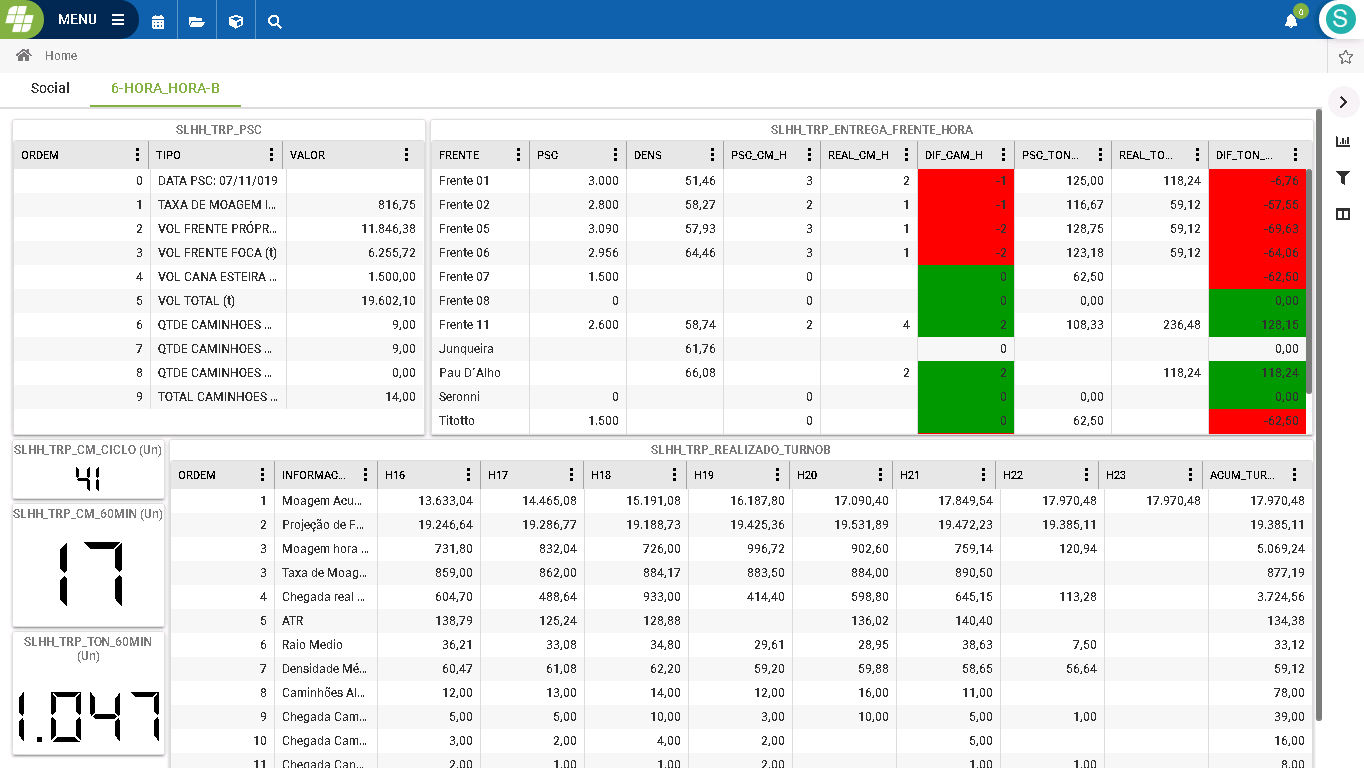 MENU
0
S
Home
Social 6-HORA_HORA-B
SLHH_TRP_PSC
ORDEM TIPO VALOR
0 DATA PSC: 07/11/019
1 TAXA DE MOAGEM I... 816,75
2 VOL FRENTE PRÓPR... 11.846,38
3 VOL FRENTE FOCA (t) 6.255,72
4 VOL CANA ESTEIRA ... 1.500,00
5 VOL TOTAL (t) 19.602,10
6 QTDE CAMINHOES ... 9,00
7 QTDE CAMINHOES ... 9,00
8 QTDE CAMINHOES ... 0,00
9 TOTAL CAMINHOES ... 14,00
SLHH_TRP_ENTREGA_FRENTE_HORA
FRENTE PSC DENS PSC_CM_H REAL_CM_H DIF_CAM_H PSC_TON... REAL_TO... DIF_TON_...
Frente 01 3.000 51,46 3 2 -1 125,00 118,24 -6,76
Frente 02 2.800 58,27 2 1 -1 116,67 59,12 -57,55
Frente 05 3.090 57,93 3 1 -2 128,75 59,12 -69,63
Frente 06 2.956 64,46 3 1 -2 123,18 59,12 -64,06
Frente 07 1.500 0 0 62,50 -62,50
Frente 08 0 0 0 0,00 0,00
Frente 11 2.600 58,74 2 4 2 108,33 236,48 128,15
Junqueira 61,76 0 0,00
Pau D´Alho 66,08 2 2 118,24 118,24
Seronni 0 0 0 0,00 0,00
Titotto 1.500 0 0 62,50 -62,50
SLHH_TRP_CM_CICLO (Un)
41
SLHH_TRP_CM_60MIN (Un)
17
SLHH_TRP_TON_60MIN
(Un)
1.047
SLHH_TRP_REALIZADO_TURNOB
ORDEM INFORMAC... H16 H17 H18 H19 H20 H21 H22 H23 ACUM_TUR...
1 Moagem Acu... 13.633,04 14.465,08 15.191,08 16.187,80 17.090,40 17.849,54 17.970,48 17.970,48 17.970,48
2 Projeção de F... 19.246,64 19.286,77 19.188,73 19.425,36 19.531,89 19.472,23 19.385,11 19.385,11
3 Moagem hora ... 731,80 832,04 726,00 996,72 902,60 759,14 120,94 5.069,24
3 Taxa de Moag... 859,00 862,00 884,17 883,50 884,00 890,50 877,19
4 Chegada real ... 604,70 488,64 933,00 414,40 598,80 645,15 113,28 3.724,56
5 ATR 138,79 125,24 128,88 136,02 140,40 134,38
6 Raio Medio 36,21 33,08 34,80 29,61 28,95 38,63 7,50 33,12
7 Densidade Mé... 60,47 61,08 62,20 59,20 59,88 58,65 56,64 59,12
8 Caminhões Al... 12,00 13,00 14,00 12,00 16,00 11,00 78,00
9 Chegada Cam... 5,00 5,00 10,00 3,00 10,00 5,00 1,00 39,00
10 Chegada Cam... 3,00 2,00 4,00 2,00 5,00 16,00
11 Chegada Can... 2,00 1,00 1,00 2,00 1,00 1,00 8,00